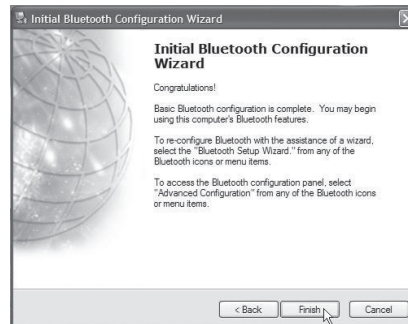 Initial Bluetooth Configuration Wizard
Initial Bluetooth Configuration
Wizard
Congratulations!
Basic Bluetooth configuration is complete. You may begin
using this computer's Bluetooth features.
To re-configure Bluetooth with the assistance of a wizard,
select the "Bluetooth Setup Wizard." from any of the
Bluetooth icons or menu items.
To access the Bluetooth configuration panel, select
"Advanced Configuration" from any of the Bluetooth icons
or menu items.
< Back Finish Cancel